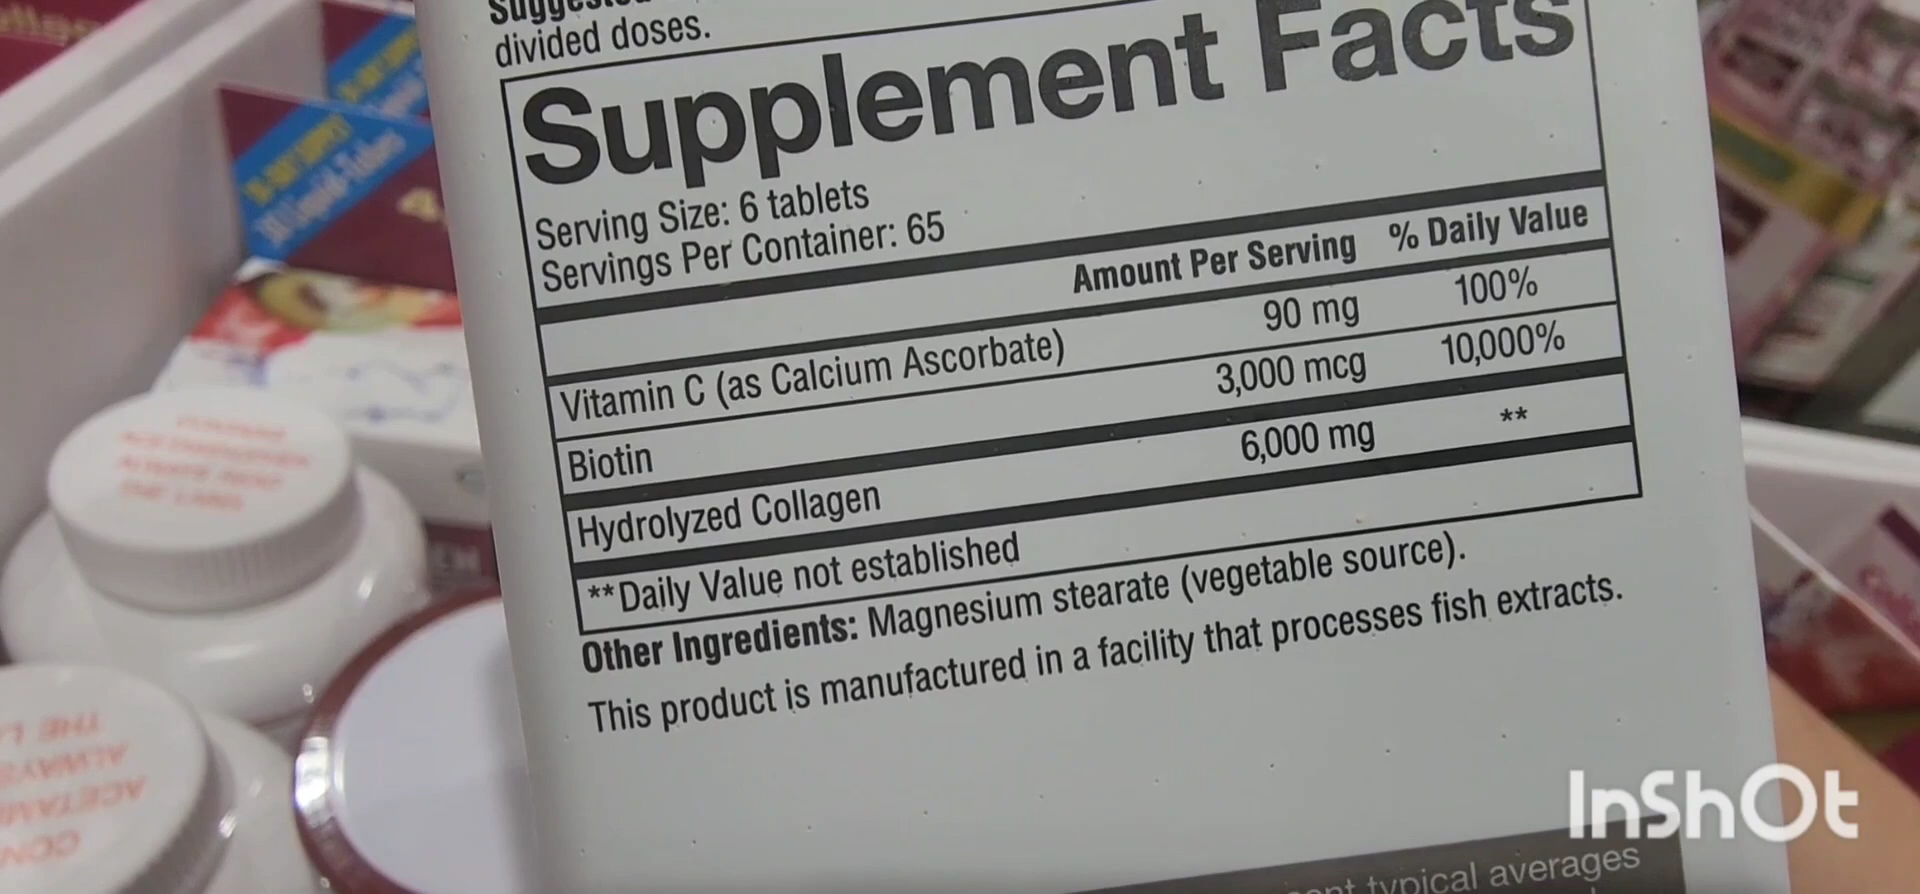 divided doses.
Supplement Facts
Serving Size: 6 tablets
Servings Per Container: 65
Amount Per Serving % Daily Value
Vitamin C (as Calcium Ascorbate) 90 mg 100%
Biotin 3,000 mcg 10,000%
Hydrolyzed Collagen 6,000 mg **
**Daily Value not established
Other Ingredients: Magnesium stearate (vegetable source).
This product is manufactured in a facility that processes fish extracts.
typical averages
InShOt